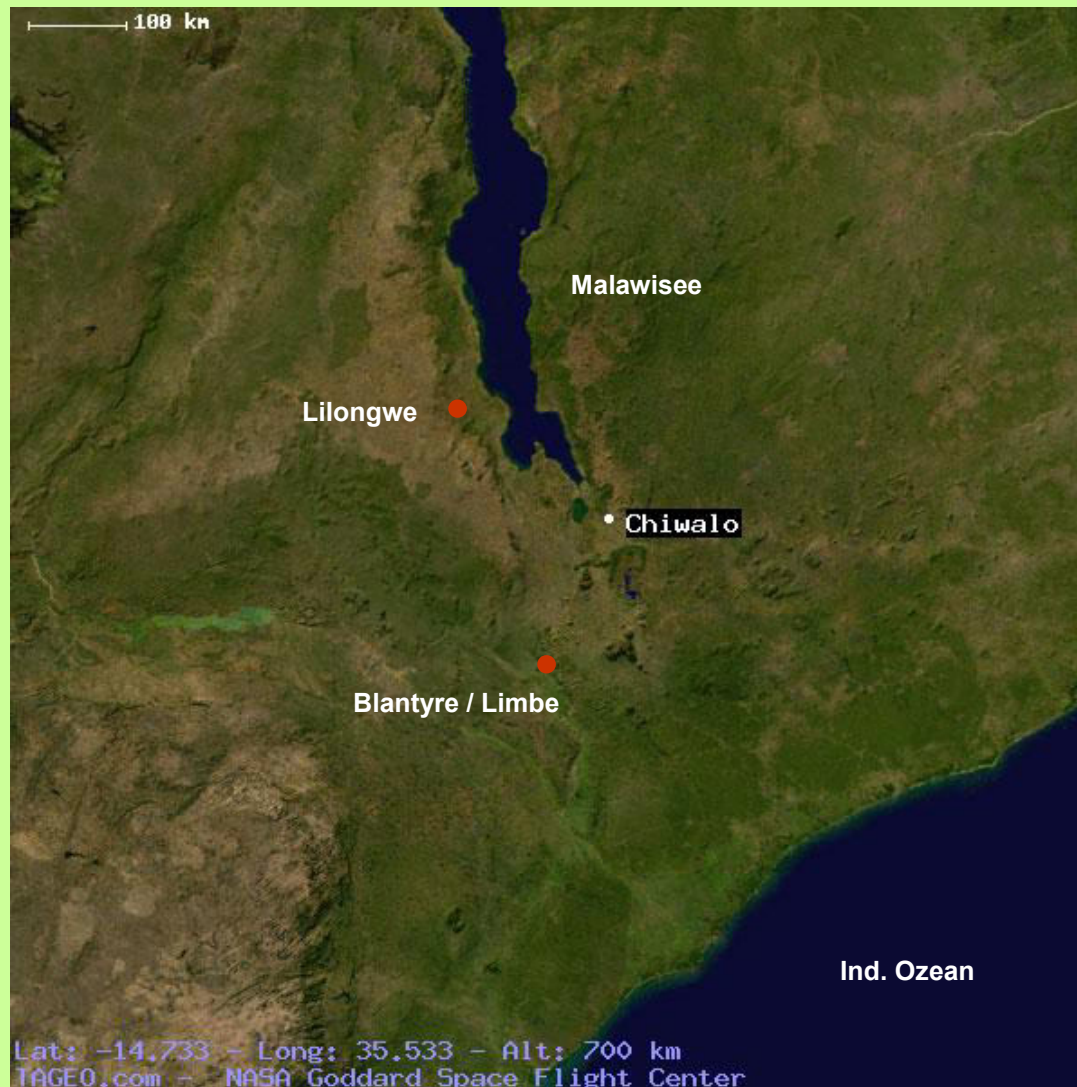 100 km
Malawisee
Lilongwe
Chiwalo
Blantyre / Limbe
Ind. Ozean
Lat: -14.733 - Long: 35.533 - Alt: 700 km
TAGEO.com - NASA Goddard Space Flight Center